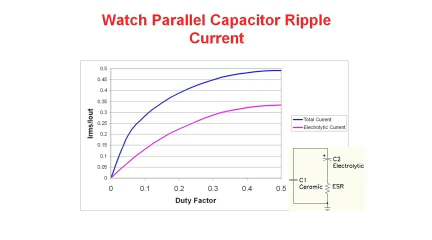 Watch Parallel Capacitor Ripple
Current
0.5
0.45
0.4
0.35
0.3
0.25
0.2
0.15
0.1
0.05
0
Irms/Iout
0 0.1 0.2 0.3 0.4 0.5
Duty Factor
Total Current
Electrolytic Current
C2
Electrolytic
C1
Ceramic
ESR
+